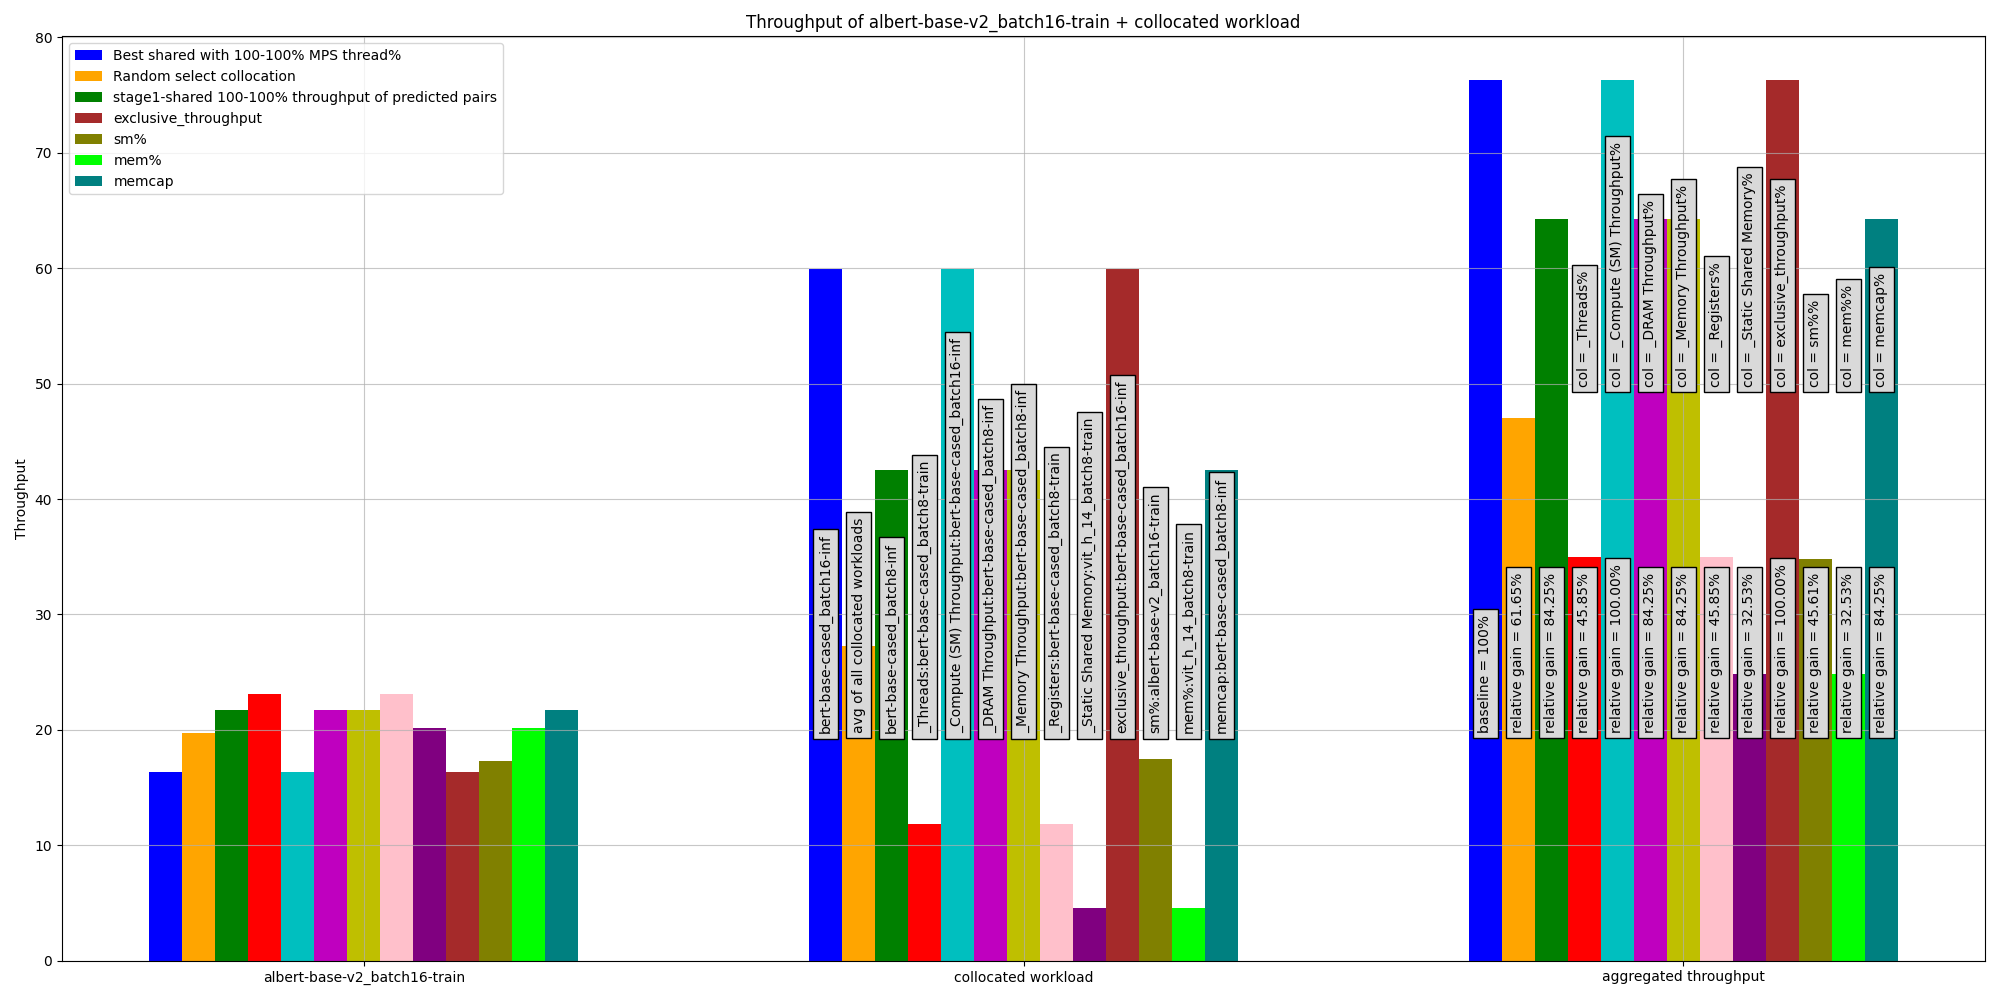 Throughput of albert-base-v2_batch16-train + collocated workload
Best shared with 100-100% MPS thread%
Random select collocation
stage1-shared 100-100% throughput of predicted pairs
exclusive_throughput
sm%
mem%
memcap
Throughput
80
70
60
50
40
30
20
10
0
bert-base-cased_batch16-inf
avg of all collocated workloads
bert-base-cased_batch8-inf
_Threads:bert-base-cased_batch8-train
_Compute (SM) Throughput:bert-base-cased_batch16-inf
_DRAM Throughput:bert-base-cased_batch8-inf
_Memory Throughput:bert-base-cased_batch8-inf
_Registers:bert-base-cased_batch8-train
_Static Shared Memory:vit_h_14_batch8-train
exclusive_throughput:bert-base-cased_batch16-inf
sm%:albert-base-v2_batch16-train
mem%:vit_h_14_batch8-train
memcap:bert-base-cased_batch8-inf
col = _Threads%
col = _Compute (SM) Throughput%
col = _DRAM Throughput%
col = _Memory Throughput%
col = _Registers%
col = _Static Shared Memory%
col = exclusive_throughput%
col = sm%%
col = mem%%
col = memcap%
baseline = 100%
relative gain = 61.65%
relative gain = 84.25%
relative gain = 45.85%
relative gain = 100.00%
relative gain = 84.25%
relative gain = 84.25%
relative gain = 45.85%
relative gain = 32.53%
relative gain = 100.00%
relative gain = 45.61%
relative gain = 32.53%
relative gain = 84.25%
albert-base-v2_batch16-train
collocated workload
aggregated throughput